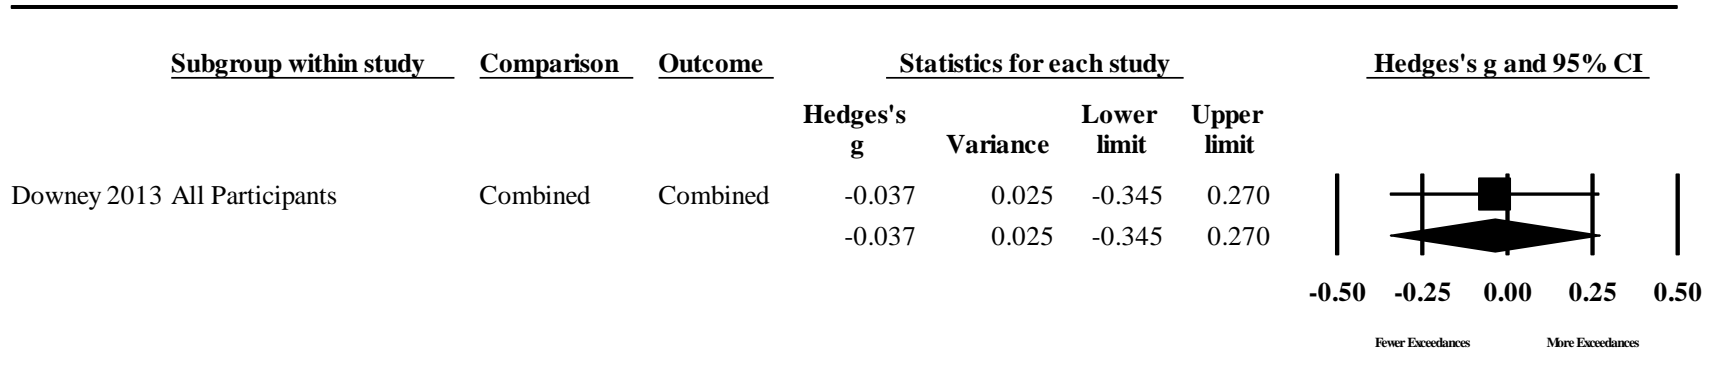 Subgroup within study Comparison Outcome Statistics for each study Hedges's g and 95% CI
Hedges's Lower Upper
g Variance limit limit
Downey 2013 All Participants Combined Combined -0.037 0.025 -0.345 0.270
-0.037 0.025 -0.345 0.270
-0.50 -0.25 0.00 0.25 0.50
Fewer Exceedances More Exceedances